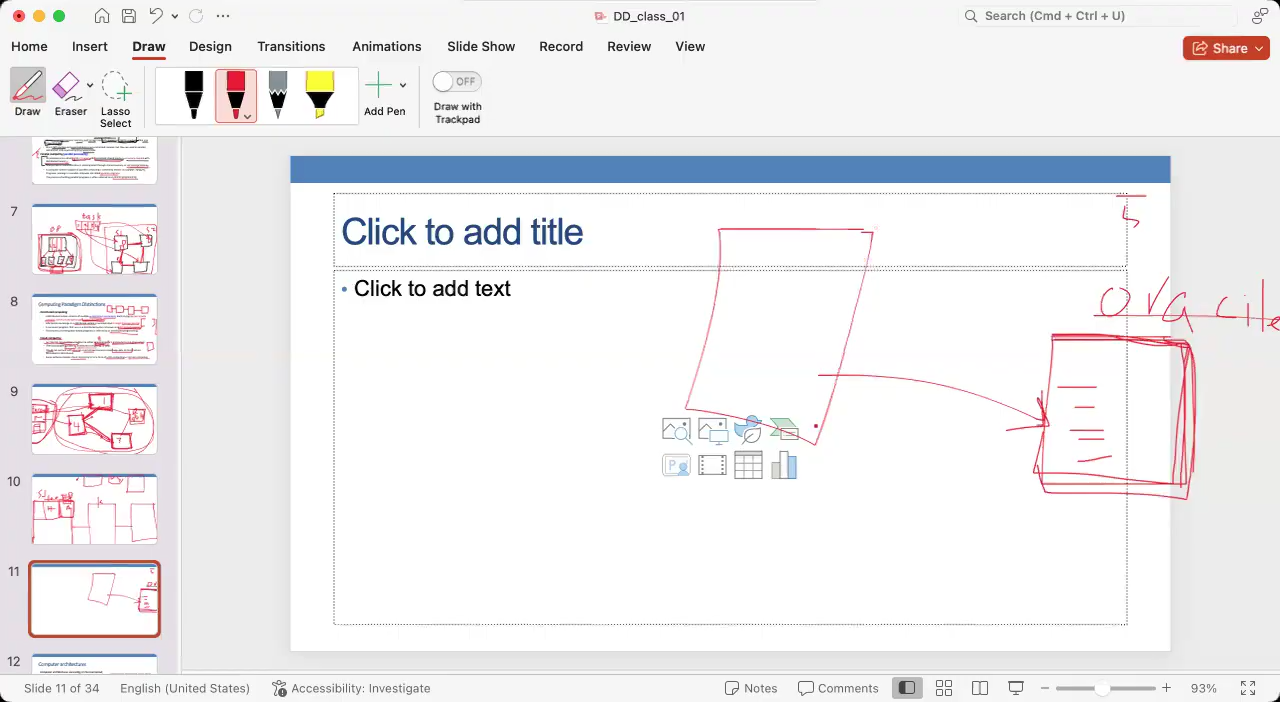 DD_class_01
Search (Cmd + Ctrl + U)
Home Insert Draw Design Transitions Animations Slide Show Record Review View
Share
OFF
Draw Eraser Lasso Select Add Pen Draw with Trackpad
7
task
8
Computing Paradigm Distinctions
9
10
11
12
Computer architectures
Click to add title
• Click to add text
5
Slide 11 of 34 English (United States) Accessibility: Investigate Notes Comments 93%